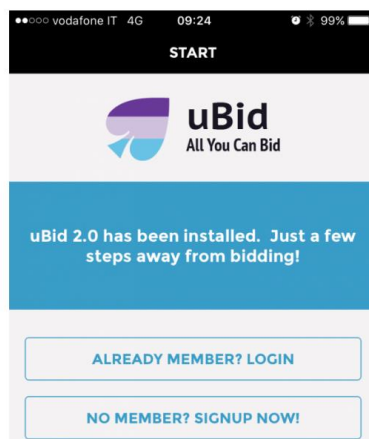 vodafone IT 4G 09:24 99%
START
uBid
All You Can Bid
uBid 2.0 has been installed. Just a few
steps away from bidding!
ALREADY MEMBER? LOGIN
NO MEMBER? SIGNUP NOW!